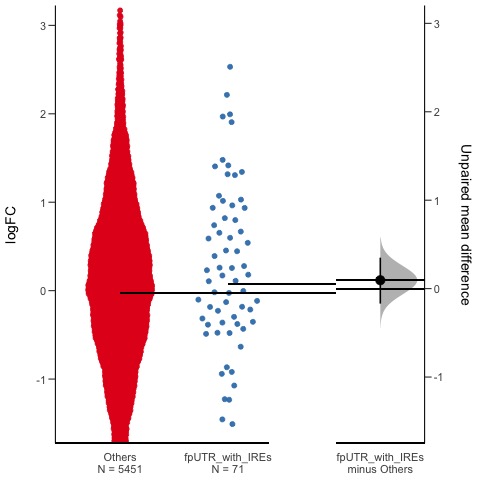 logFC
3
2
1
0
-1
Others
N = 5451
fpUTR_with_IREs
N = 71
3
2
1
0
-1
Unpaired mean difference
fpUTR_with_IREs
minus Others